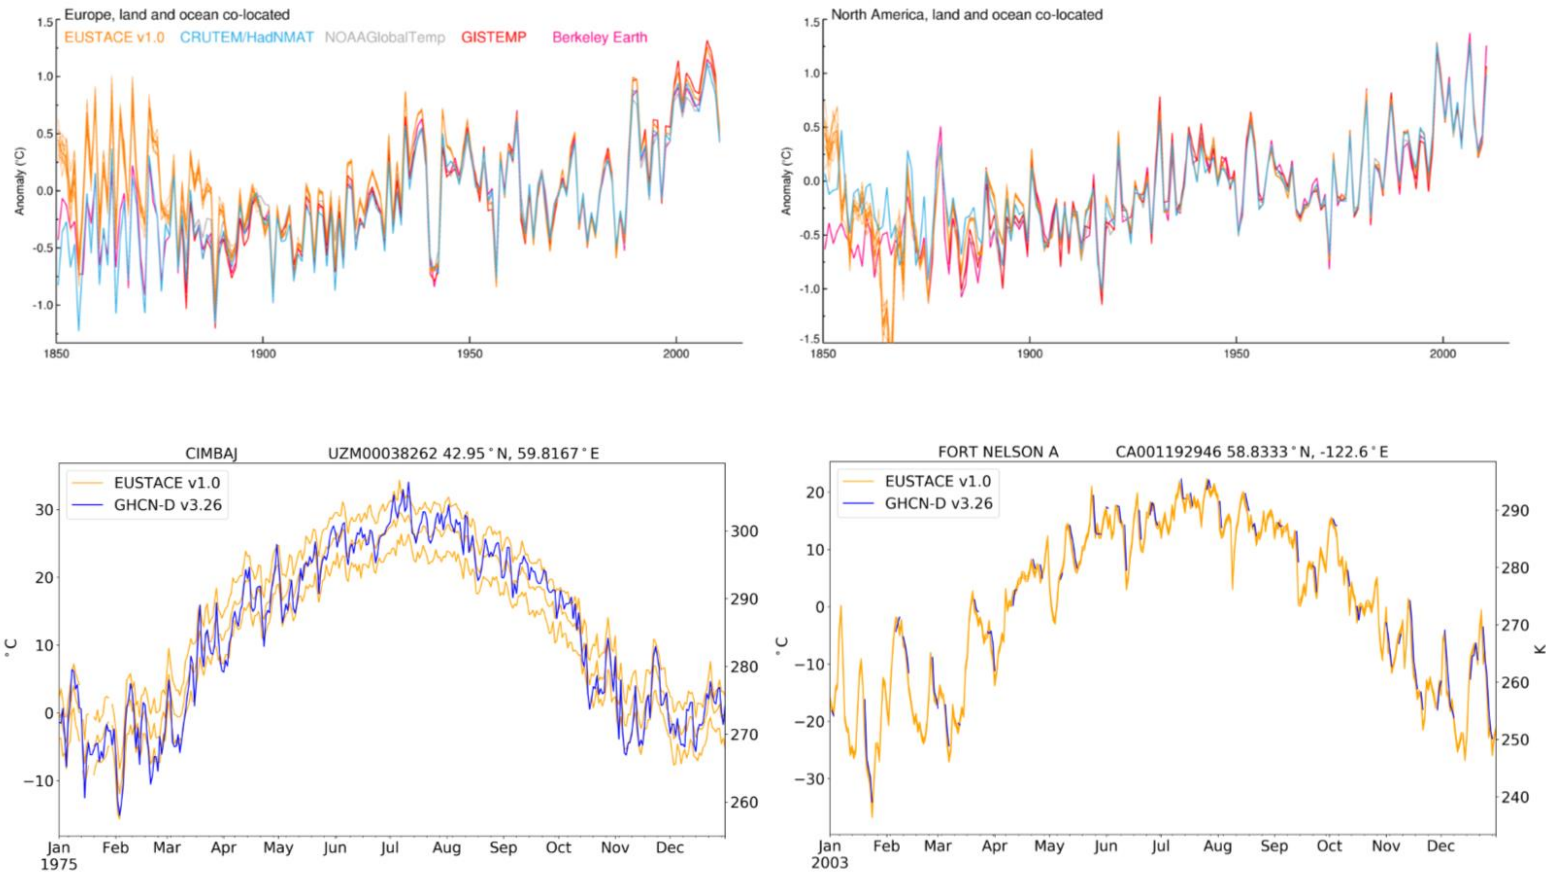 Europe, land and ocean co-located
EUSTACE v1.0 CRUTEM/HadNMAT NOAAGlobalTemp GISTEMP Berkeley Earth
1.5
1.0
0.5
0.0
-0.5
-1.0
Anomaly (°C)
1850 1900 1950 2000
North America, land and ocean co-located
1.5
1.0
0.5
0.0
-0.5
-1.0
-1.5
Anomaly (°C)
1850 1900 1950 2000
CIMBAJ UZM00038262 42.95°N, 59.8167°E
EUSTACE v1.0
GHCN-D v3.26
30
20
10
0
−10
°C
300
290
280
270
260
Jan Feb Mar Apr May Jun Jul Aug Sep Oct Nov Dec
1975
FORT NELSON A CA001192946 58.8333°N, -122.6°E
EUSTACE v1.0
GHCN-D v3.26
20
10
0
−10
−20
−30
°C
290
280
270
260
250
240
K
Jan Feb Mar Apr May Jun Jul Aug Sep Oct Nov Dec
2003